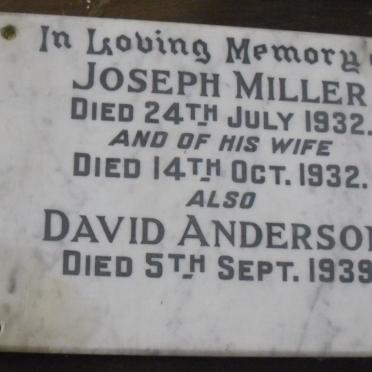 In Loving Memory
JOSEPH MILLER
DIED 24TH JULY 1932.
AND OF HIS WIFE
DIED 14TH OCT. 1932.
ALSO
DAVID ANDERSON
DIED 5TH SEPT. 1939